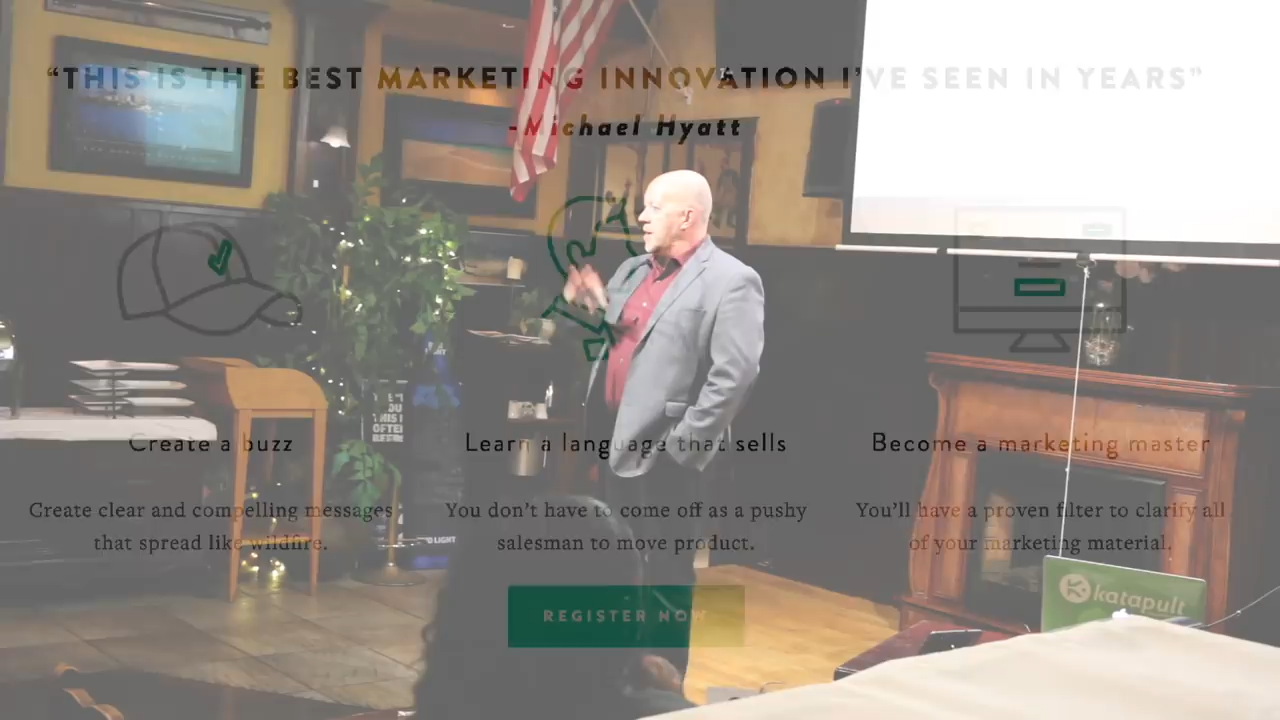 “THIS IS THE BEST MARKETING INNOVATION I’VE SEEN IN YEARS”
-Michael Hyatt
Create a buzz
Learn a language that sells
Become a marketing master
Create clear and compelling messages
that spread like wildfire.
You don’t have to come off as a pushy
salesman to move product.
You’ll have a proven filter to clarify all
of your marketing material.
REGISTER NOW
katapult